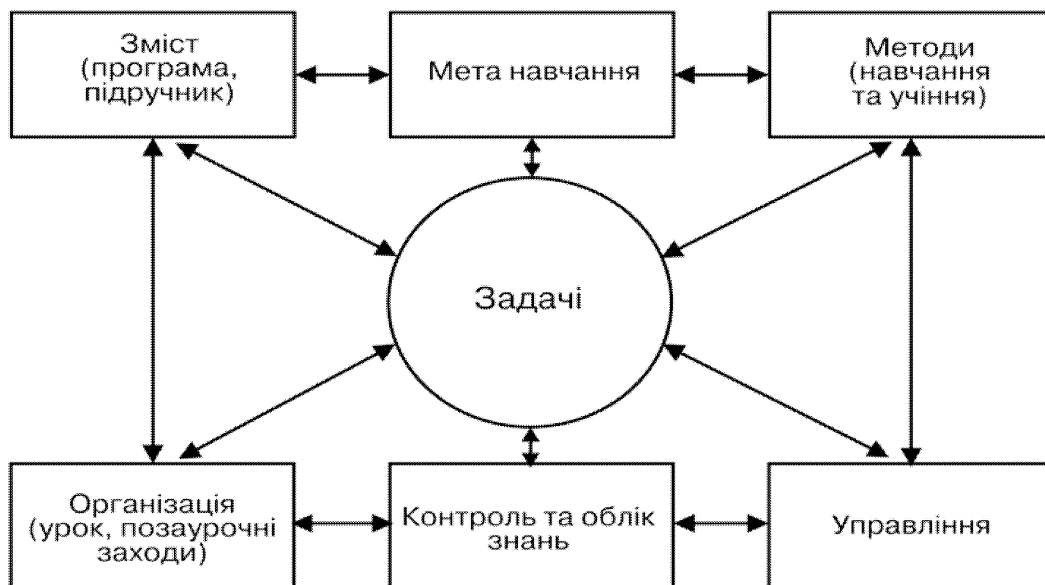 Зміст
(програма,
підручник)
Мета навчання
Методи
(навчання
та учіння)
Задачі
Організація
(урок, позаурочні
заходи)
Контроль та облік
знань
Управління